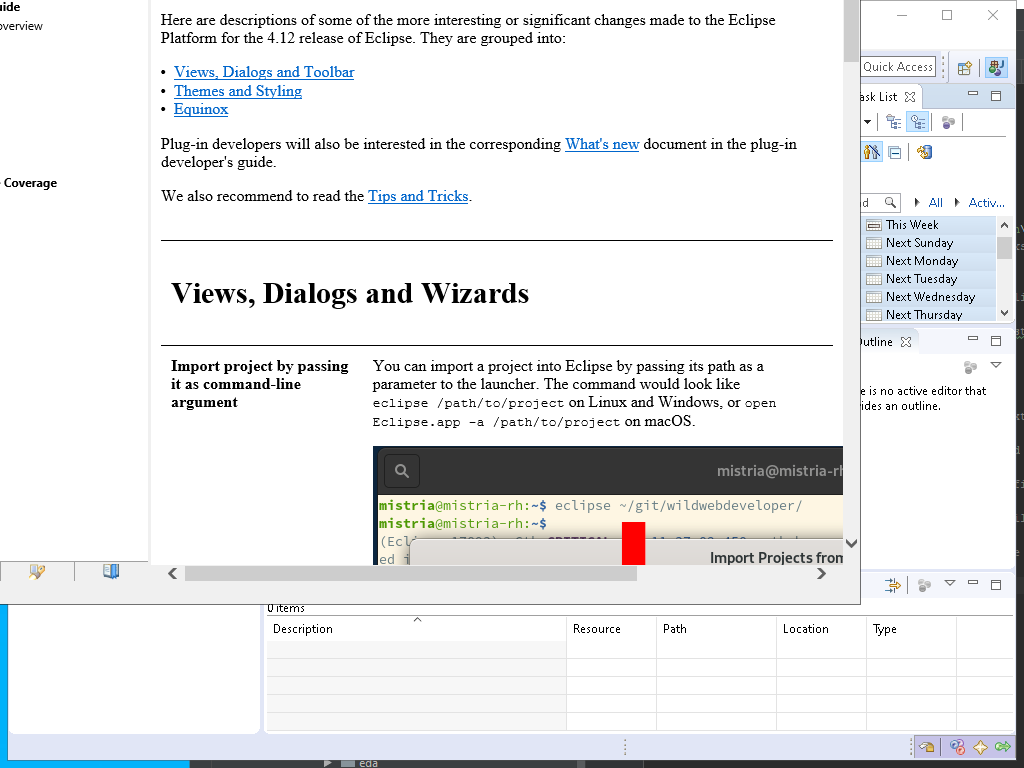 uide
overview
Coverage
Here are descriptions of some of the more interesting or significant changes made to the Eclipse
Platform for the 4.12 release of Eclipse. They are grouped into:
• Views, Dialogs and Toolbar
• Themes and Styling
• Equinox
Plug-in developers will also be interested in the corresponding What's new document in the plug-in
developer's guide.
We also recommend to read the Tips and Tricks.
Views, Dialogs and Wizards
Import project by passing
it as command-line
argument
You can import a project into Eclipse by passing its path as a
parameter to the launcher. The command would look like
eclipse /path/to/project on Linux and Windows, or open
Eclipse.app -a /path/to/project on macOS.
mistria@mistria-rh
mistria@mistria-rh:~$ eclipse ~/git/wildwebdeveloper/
mistria@mistria-rh:~$
(Ecl
ed i
Import Projects from
Quick Access
ask List
nd
All
Activ...
This Week
Next Sunday
Next Monday
Next Tuesday
Next Wednesday
Next Thursday
Outline
e is no active editor that
ides an outline.
0 items
Description Resource Path Location Type
eda